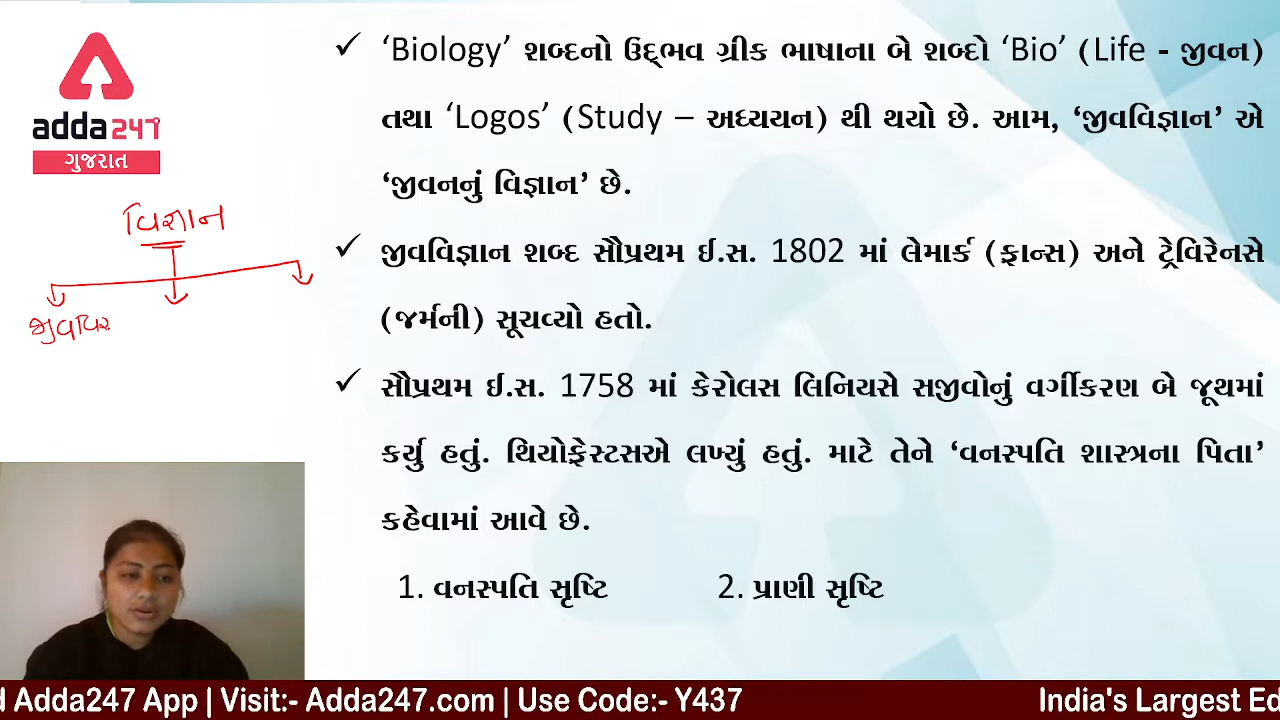 ‘Biology’ શબ્દનો ઉદ્ભવ ગ્રીક ભાષાના બે શબ્દો ‘Bio’ (Life - જીવન)
તથા ‘Logos’ (Study – અધ્યયન) થી થયો છે. આમ, ‘જીવવિજ્ઞાન’ એ
‘જીવનનું વિજ્ઞાન’ છે.
જીવવિજ્ઞાન શબ્દ સૌપ્રથમ ઈ.સ. 1802 માં લેમાર્ક (ફ્રાન્સ) અને ટ્રેવિરેનસે
(જર્મની) સૂચવ્યો હતો.
સૌપ્રથમ ઈ.સ. 1758 માં કેરોલસ લિનિયસે સજીવોનું વર્ગીકરણ બે જૂથમાં
કર્યુ હતું. થિયોફ્રેસ્ટસએ લખ્યું હતું. માટે તેને ‘વનસ્પતિ શાસ્ત્રના પિતા’
કહેવામાં આવે છે.
1. વનસ્પતિ સૃષ્ટિ 2. પ્રાણી સૃષ્ટિ
adda247
ગુજરાત
વિજ્ઞાન
d Adda247 App | Visit:- Adda247.com | Use Code:- Y437 India's Largest Ed